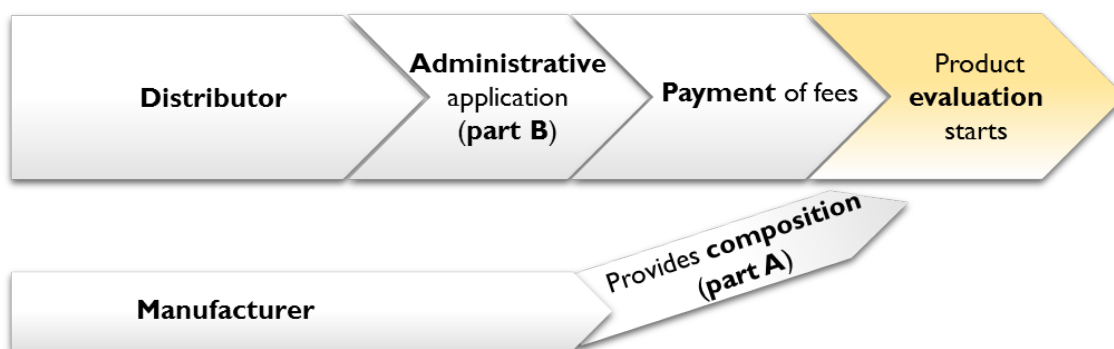 Distributor
Administrative
application
(part B)
Payment of fees
Product
evaluation
starts
Manufacturer
Provides composition
(part A)